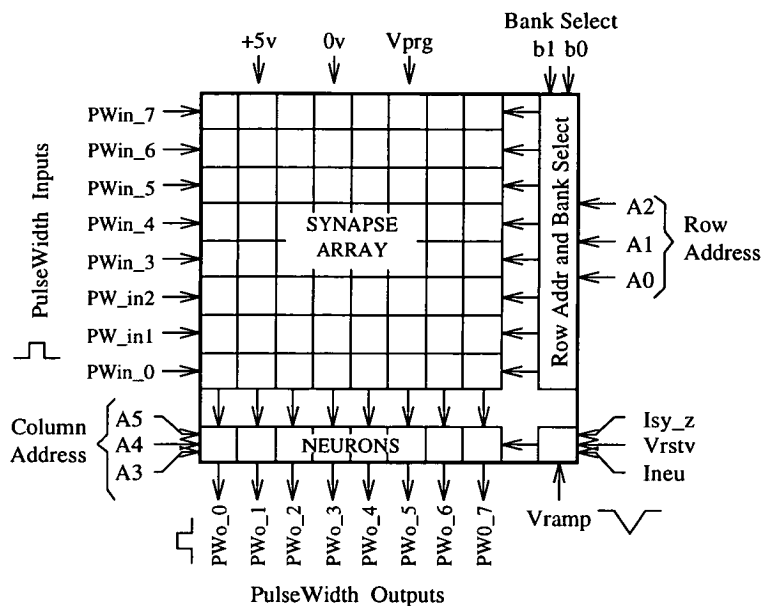 Bank Select
+5v 0v Vprg b1 b0
PulseWidth Inputs
PWin_7
PWin_6
PWin_5
PWin_4
PWin_3
PW_in2
PW_in1
PWin_0
SYNAPSE
ARRAY
Row Addr and Bank Select
A2
A1
A0
Row
Address
Column
Address
A5
A4
A3
NEURONS
Isy_z
Vrstv
Ineu
Vramp
PWo_0
PWo_1
PWo_2
PWo_3
PWo_4
PWo_5
PWo_6
PW0_7
PulseWidth Outputs